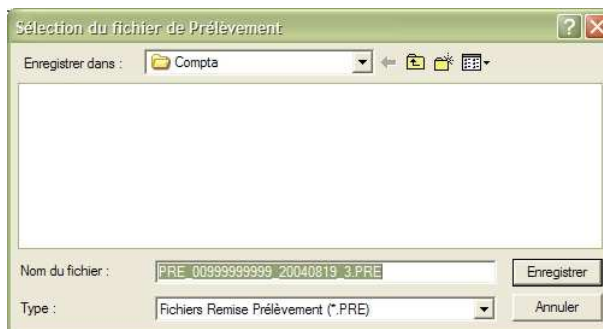 Sélection du fichier de Prélèvement
Enregistrer dans : Compta
Nom du fichier : PRE_00999999999_20040819_3.PRE Enregistrer
Type : Fichiers Remise Prélèvement (*.PRE) Annuler